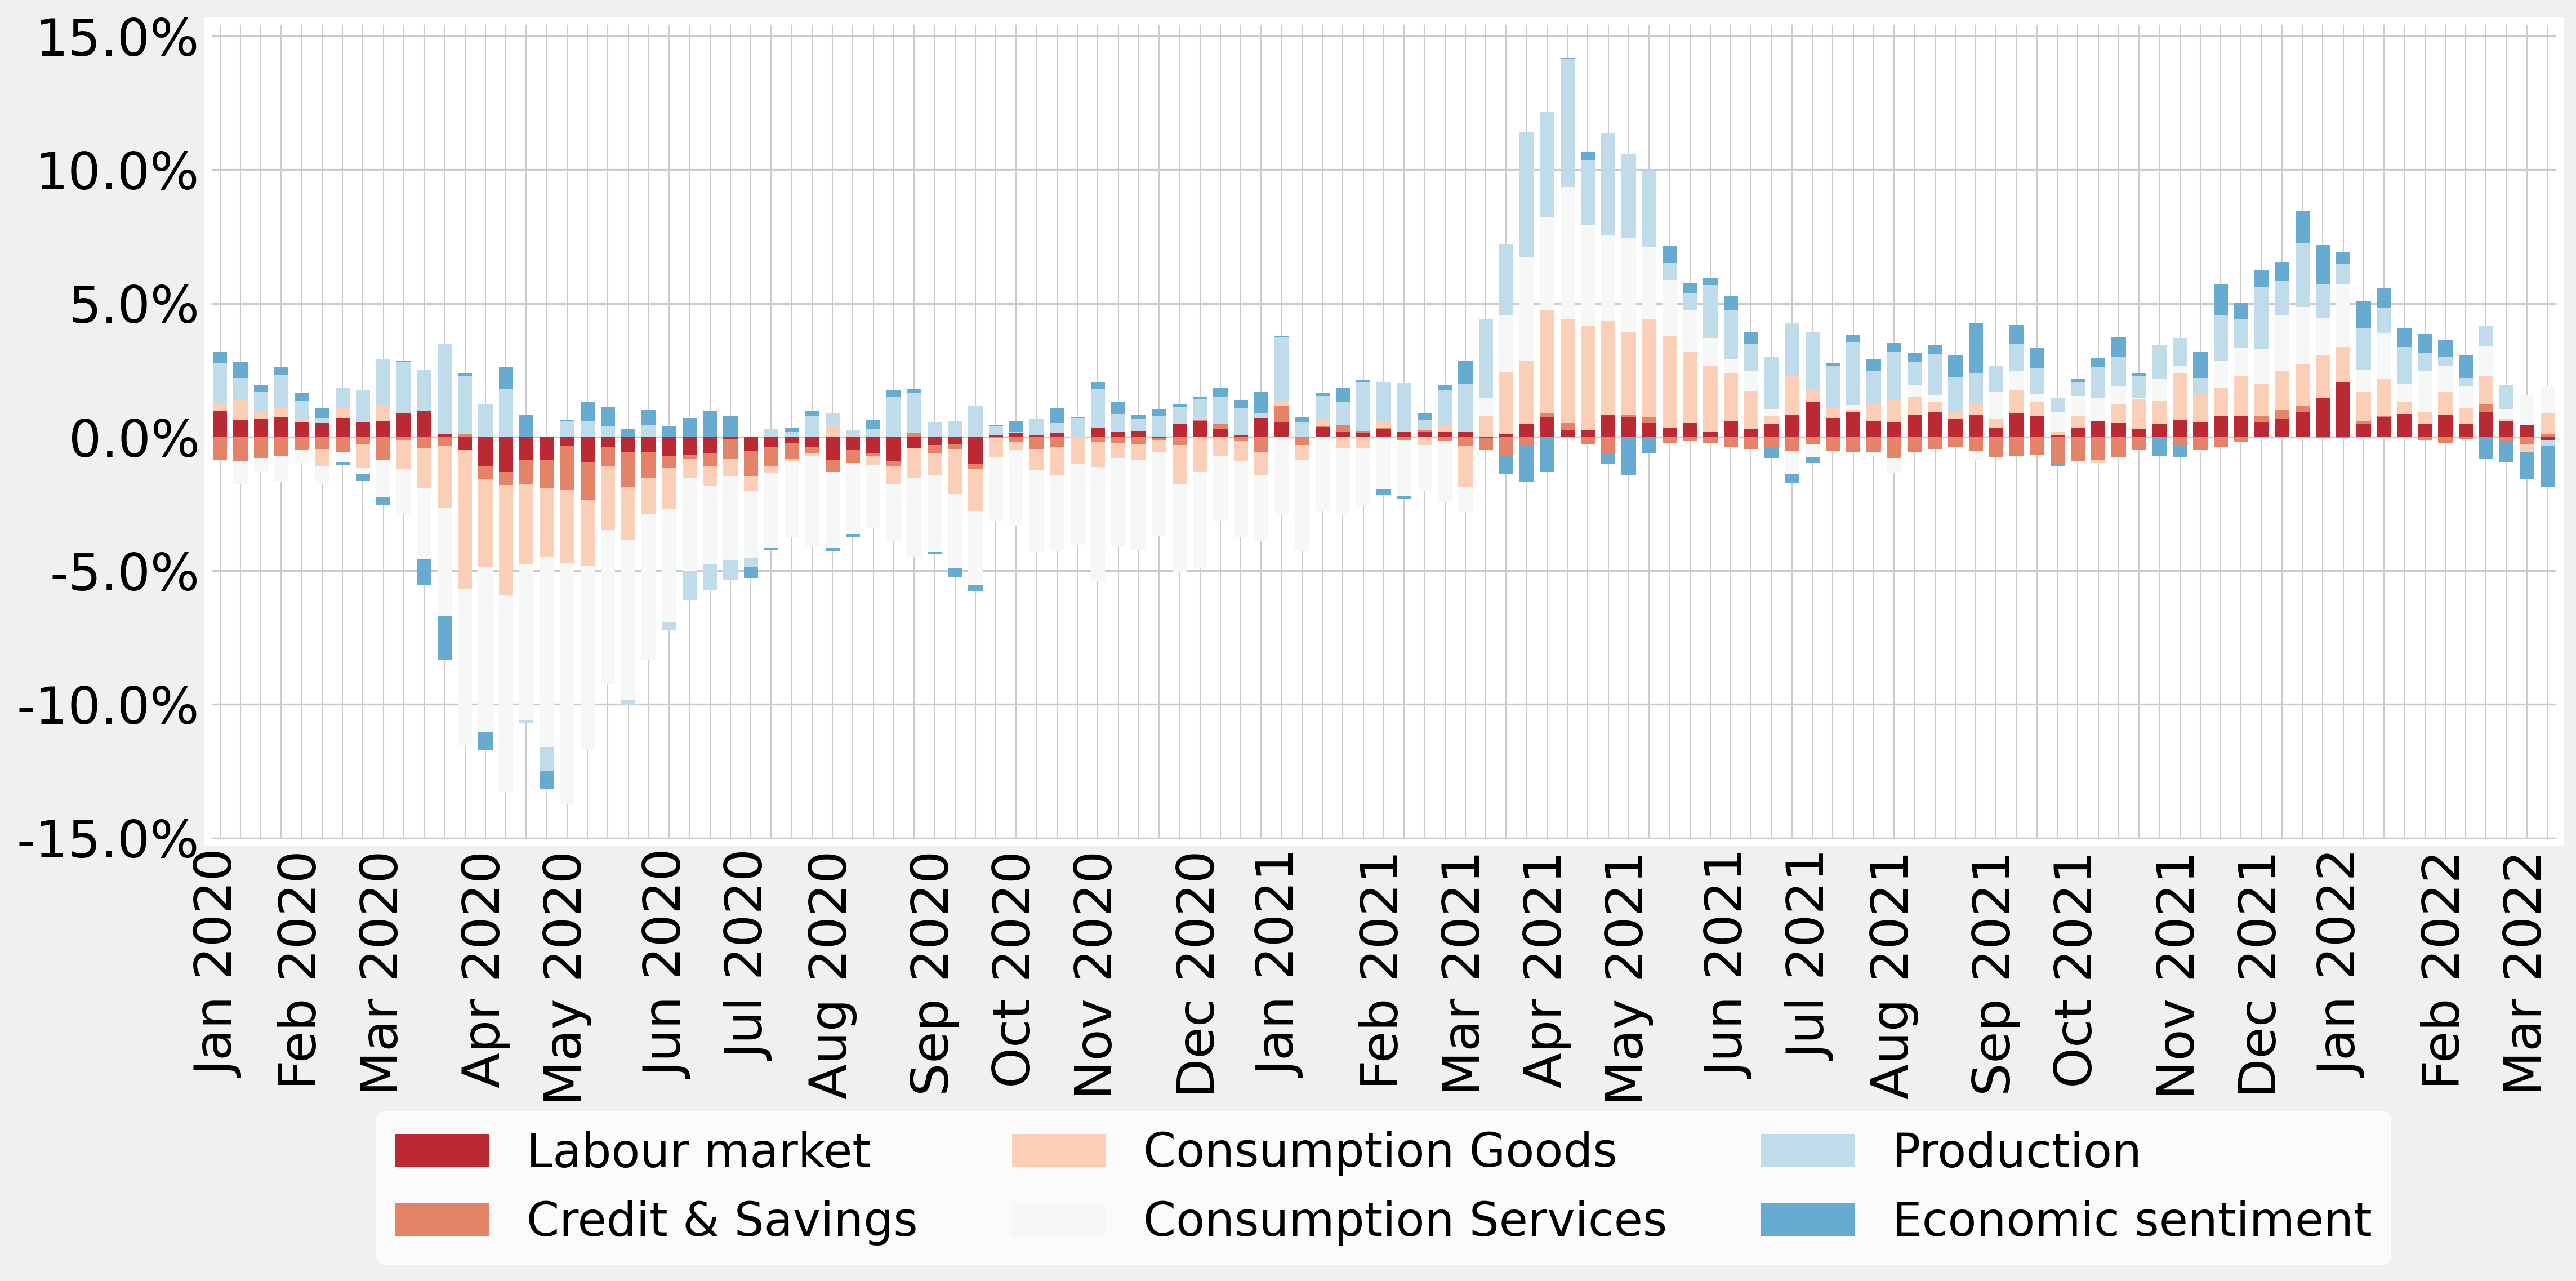 15.0%
10.0%
5.0%
0.0%
-5.0%
-10.0%
-15.0%
Jan 2020
Feb 2020
Mar 2020
Apr 2020
May 2020
Jun 2020
Jul 2020
Aug 2020
Sep 2020
Oct 2020
Nov 2020
Dec 2020
Jan 2021
Feb 2021
Mar 2021
Apr 2021
May 2021
Jun 2021
Jul 2021
Aug 2021
Sep 2021
Oct 2021
Nov 2021
Dec 2021
Jan 2022
Feb 2022
Mar 2022
Labour market
Credit & Savings
Consumption Goods
Consumption Services
Production
Economic sentiment